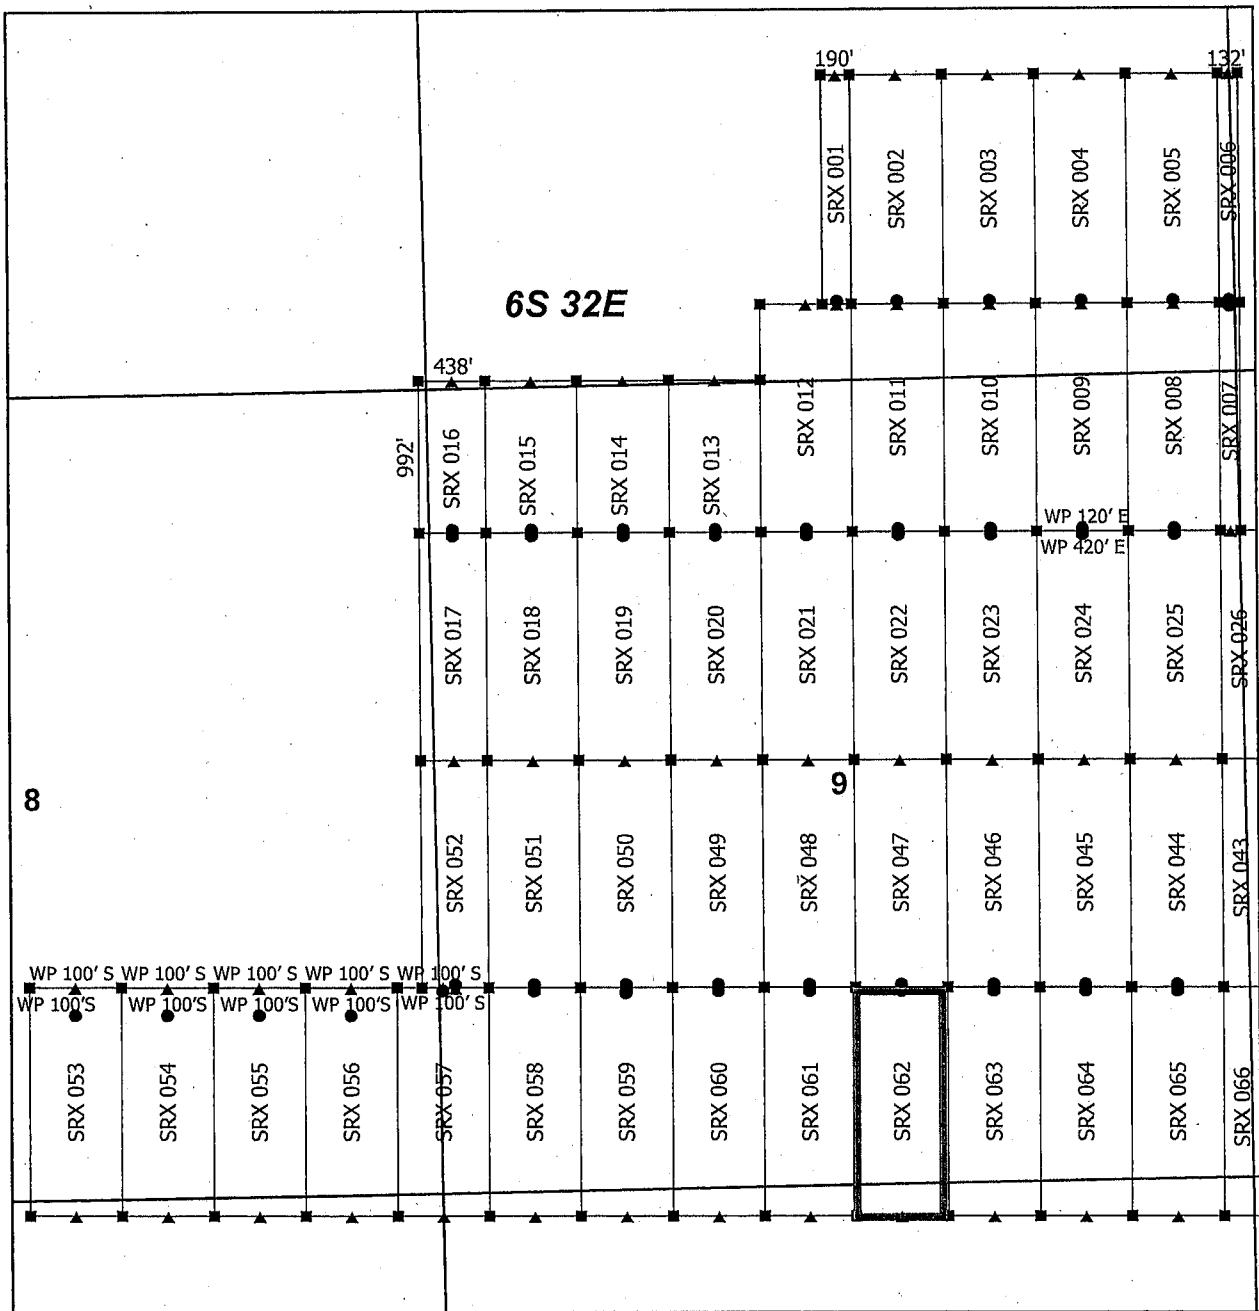 190' 132'
SRX 001 SRX 002 SRX 003 SRX 004 SRX 005 SRX 006
6S 32E
438'
992'
SRX 016 SRX 015 SRX 014 SRX 013 SRX 012 SRX 011 SRX 010 SRX 009 SRX 008 SRX 007
WP 120' E
WP 420' E
SRX 017 SRX 018 SRX 019 SRX 020 SRX 021 SRX 022 SRX 023 SRX 024 SRX 025 SRX 026
8 9
SRX 052 SRX 051 SRX 050 SRX 049 SRX 048 SRX 047 SRX 046 SRX 045 SRX 044 SRX 043
WP 100' S WP 100' S WP 100' S WP 100' S WP 100' S
WP 100'S WP 100'S WP 100'S WP 100'S WP 100' S
SRX 053 SRX 054 SRX 055 SRX 056 SRX 057 SRX 058 SRX 059 SRX 060 SRX 061 SRX 062 SRX 063 SRX 064 SRX 065 SRX 066